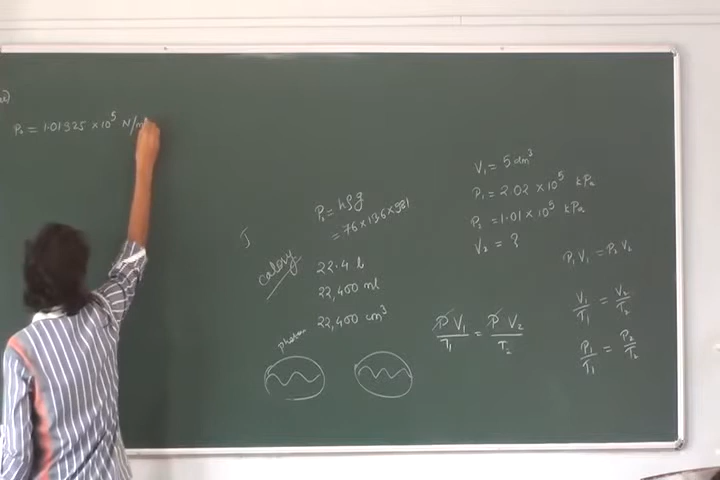 P₀ = 1.01325 × 10⁵ N/m²
P₀ = hρg
= 76×13.6×981
J
calory
22.4 l
22,400 ml
22,400 cm³
photon
V₁ = 5 dm³
P₁ = 2.02 × 10⁵ kPa
P₂ = 1.01 × 10⁵ kPa
V₂ = ?
P₁V₁ = P₂V₂
V₁/T₁ = V₂/T₂
P₁/T₁ = P₂/T₂
P V₁/T₁ = P V₂/T₂